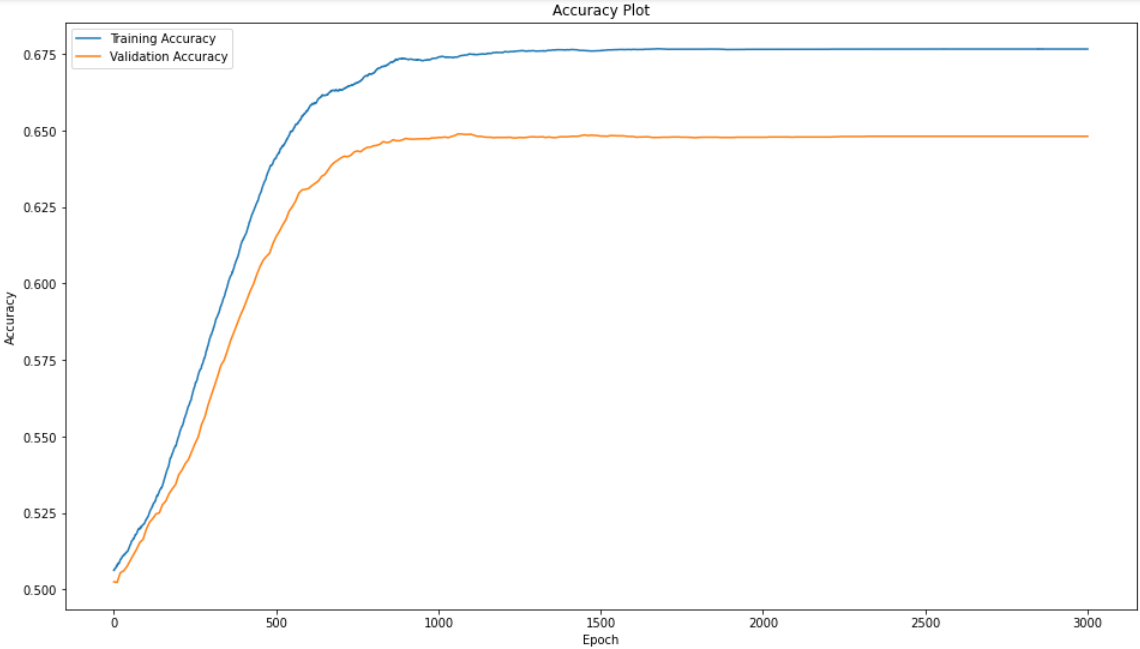 Accuracy Plot
Training Accuracy
Validation Accuracy
0.675
0.650
0.625
0.600
0.575
0.550
0.525
0.500
Accuracy
0 500 1000 1500 2000 2500 3000
Epoch